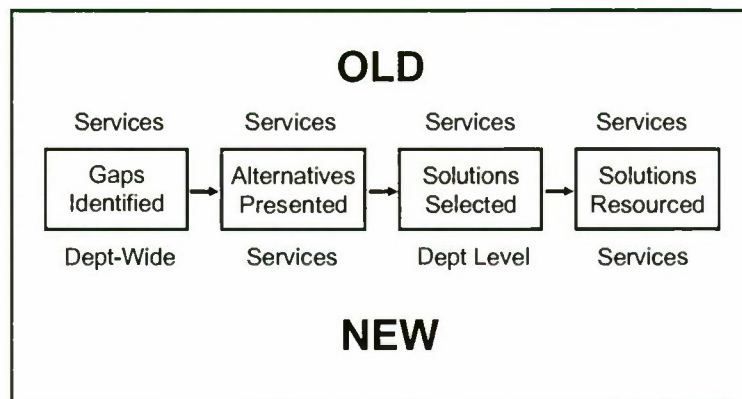 OLD
Services Services Services Services
Gaps Alternatives Solutions Solutions
Identified Presented Selected Resourced
Dept-Wide Services Dept Level Services
NEW